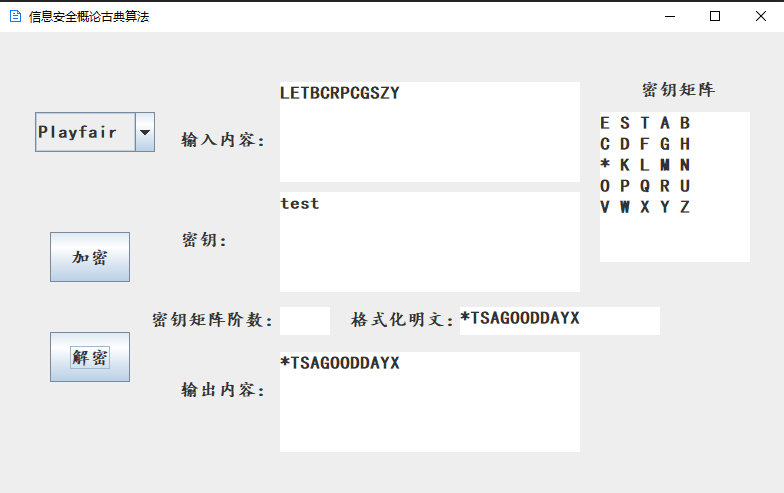 信息安全概论古典算法
密钥矩阵
Playfair
输入内容:
LETBCRPCGSZY
E S T A B
C D F G H
* K L M N
O P Q R U
V W X Y Z
密钥:
test
加密
密钥矩阵阶数:
格式化明文:
*TSAGOODDAYX
解密
输出内容:
*TSAGOODDAYX